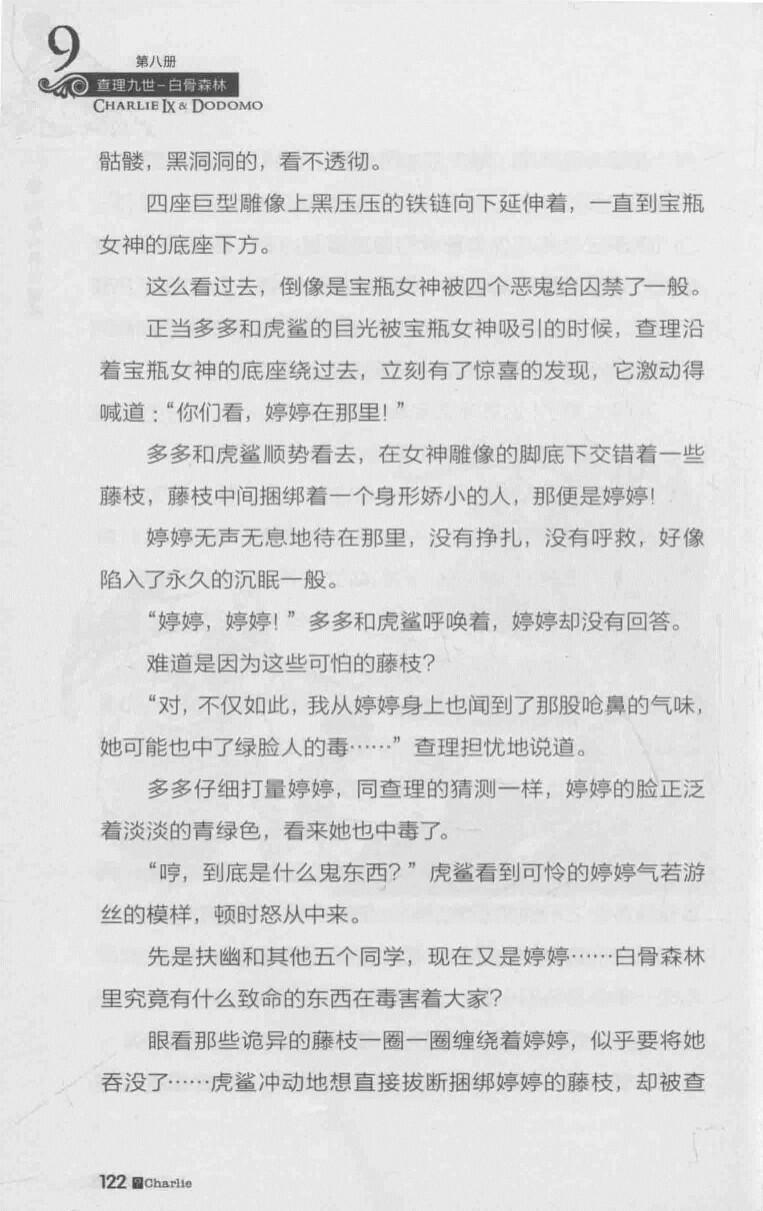 9
第八册
查理九世-白骨森林
CHARLIE IX & DODOMO
骷髅，黑洞洞的，看不透彻。
四座巨型雕像上黑压压的铁链向下延伸着，一直到宝瓶
女神的底座下方。
这么看过去，倒像是宝瓶女神被四个恶鬼给囚禁了一般。
正当多多和虎鲨的目光被宝瓶女神吸引的时候，查理沿
着宝瓶女神的底座绕过去，立刻有了惊喜的发现，它激动得
喊道：“你们看，婷婷在那里！”
多多和虎鲨顺势看去，在女神雕像的脚底下交错着一些
藤枝，藤枝中间捆绑着一个身形娇小的人，那便是婷婷！
婷婷无声无息地待在那里，没有挣扎，没有呼救，好像
陷入了永久的沉眠一般。
“婷婷，婷婷！”多多和虎鲨呼唤着，婷婷却没有回答。
难道是因为这些可怕的藤枝？
“对，不仅如此，我从婷婷身上也闻到了那股呛鼻的气味，
她可能也中了绿脸人的毒……”查理担忧地说道。
多多仔细打量婷婷，同查理的猜测一样，婷婷的脸正泛
着淡淡的青绿色，看来她也中毒了。
“哼，到底是什么鬼东西？”虎鲨看到可怜的婷婷气若游
丝的模样，顿时怒从中来。
先是扶幽和其他五个同学，现在又是婷婷……白骨森林
里究竟有什么致命的东西在毒害着大家？
眼看那些诡异的藤枝一圈一圈缠绕着婷婷，似乎要将她
吞没了……虎鲨冲动地想直接拔断捆绑婷婷的藤枝，却被查
122 Charlie